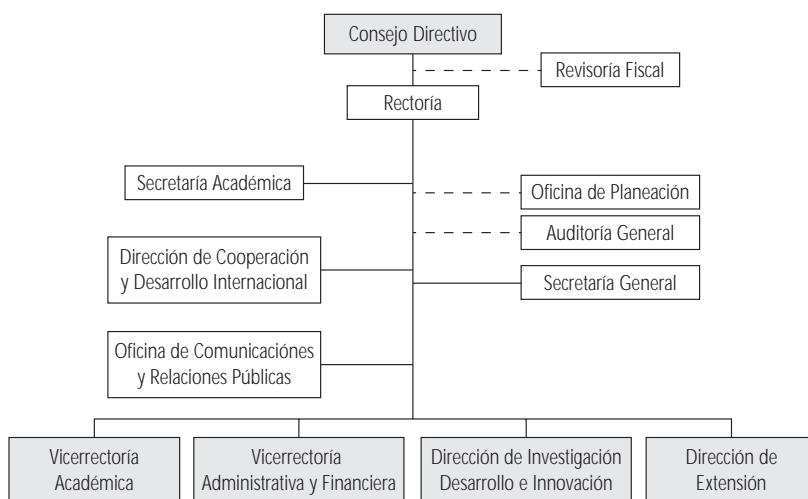 Consejo Directivo
Revisoría Fiscal
Rectoría
Secretaría Académica
Oficina de Planeación
Auditoría General
Dirección de Cooperación
y Desarrollo Internacional
Secretaría General
Oficina de Comunicaciónes
y Relaciones Públicas
Vicerrectoría
Académica
Vicerrectoría
Administrativa y Financiera
Dirección de Investigación
Desarrollo e Innovación
Dirección de
Extensión